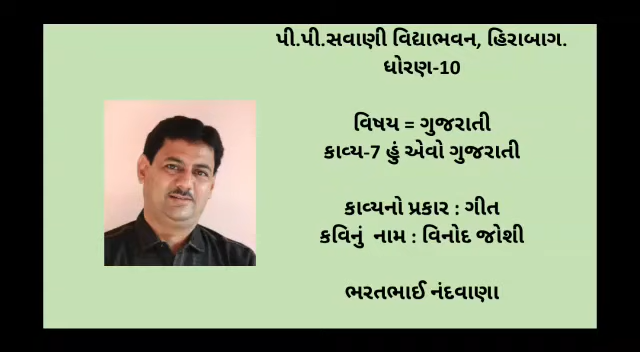 પી.પી.સવાણી વિદ્યાભવન, હિરાબાગ.
ધોરણ-10
વિષય = ગુજરાતી
કાવ્ય-7 હું એવો ગુજરાતી
કાવ્યનો પ્રકાર : ગીત
કવિનું નામ : વિનોદ જોશી
ભરતભાઈ નંદવાણા